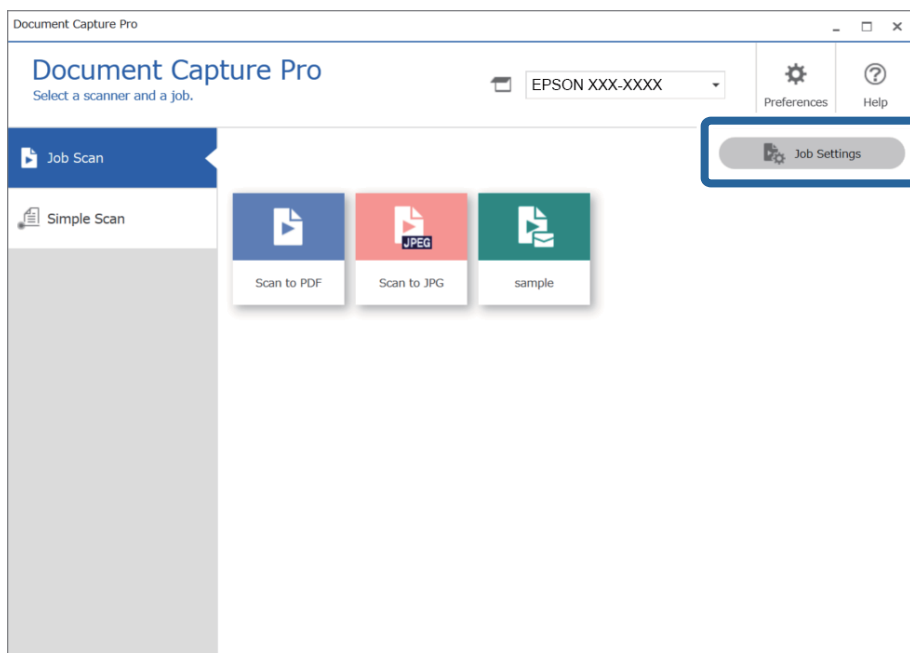 Document Capture Pro
Document Capture Pro
Select a scanner and a job.
EPSON XXX-XXXX
Preferences
Help
Job Scan
Job Settings
Simple Scan
JPEG
Scan to PDF
Scan to JPG
sample